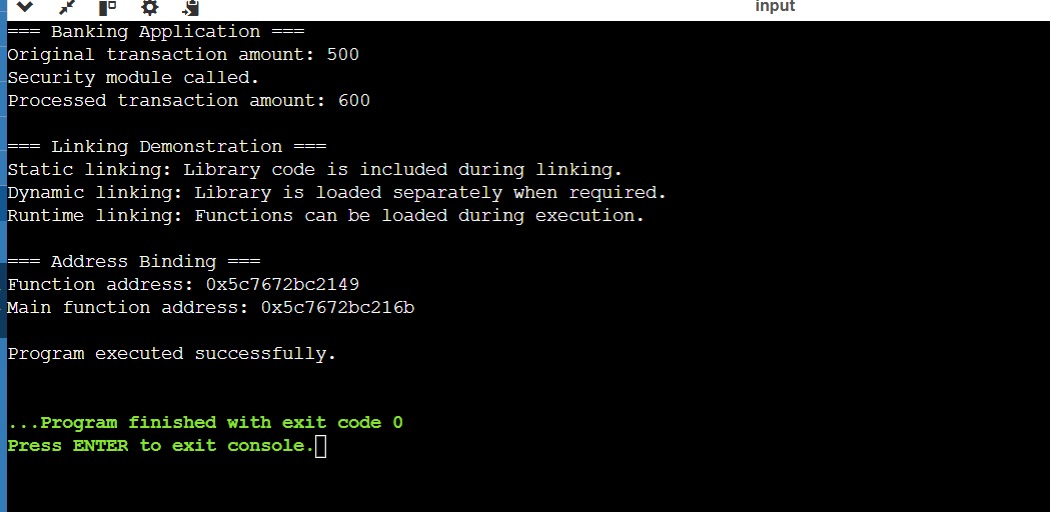 input
=== Banking Application ===
Original transaction amount: 500
Security module called.
Processed transaction amount: 600
=== Linking Demonstration ===
Static linking: Library code is included during linking.
Dynamic linking: Library is loaded separately when required.
Runtime linking: Functions can be loaded during execution.
=== Address Binding ===
Function address: 0x5c7672bc2149
Main function address: 0x5c7672bc216b
Program executed successfully.
...Program finished with exit code 0
Press ENTER to exit console.